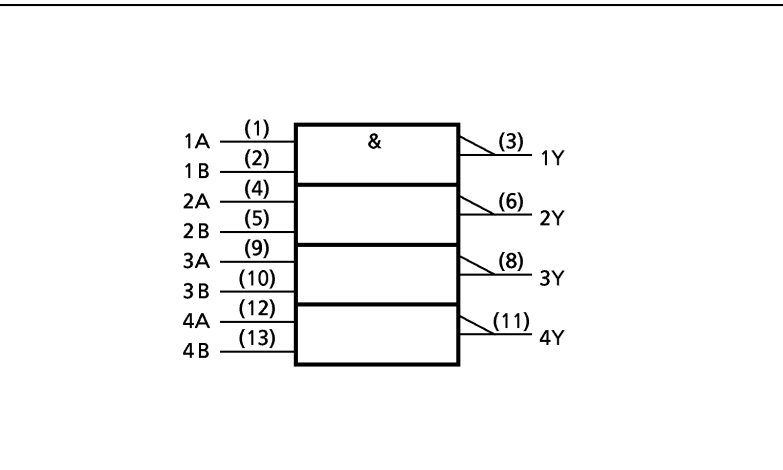 1A (1) & (3) 1Y
1B (2)
2A (4) (6) 2Y
2B (5)
3A (9) (8) 3Y
3B (10)
4A (12) (11) 4Y
4B (13)